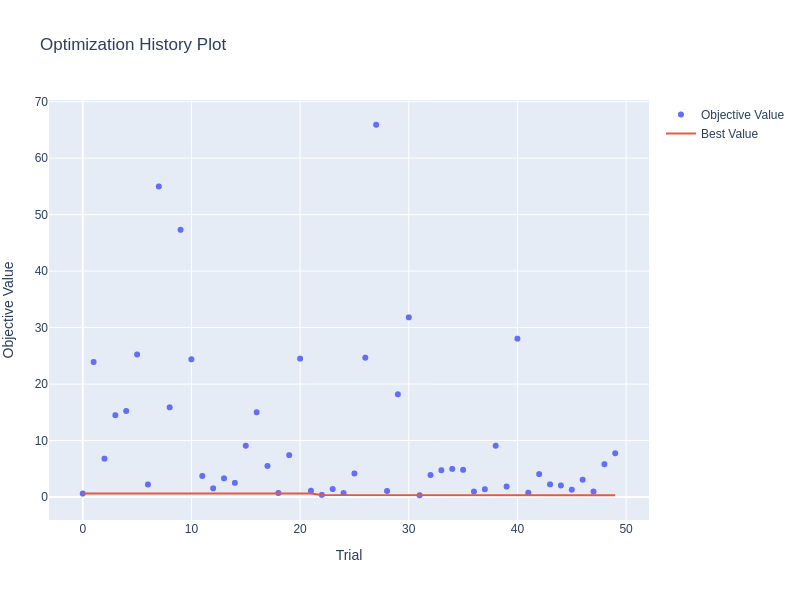 Optimization History Plot
Objective Value
Best Value
70
60
50
40
30
20
10
0
Objective Value
0 10 20 30 40 50
Trial